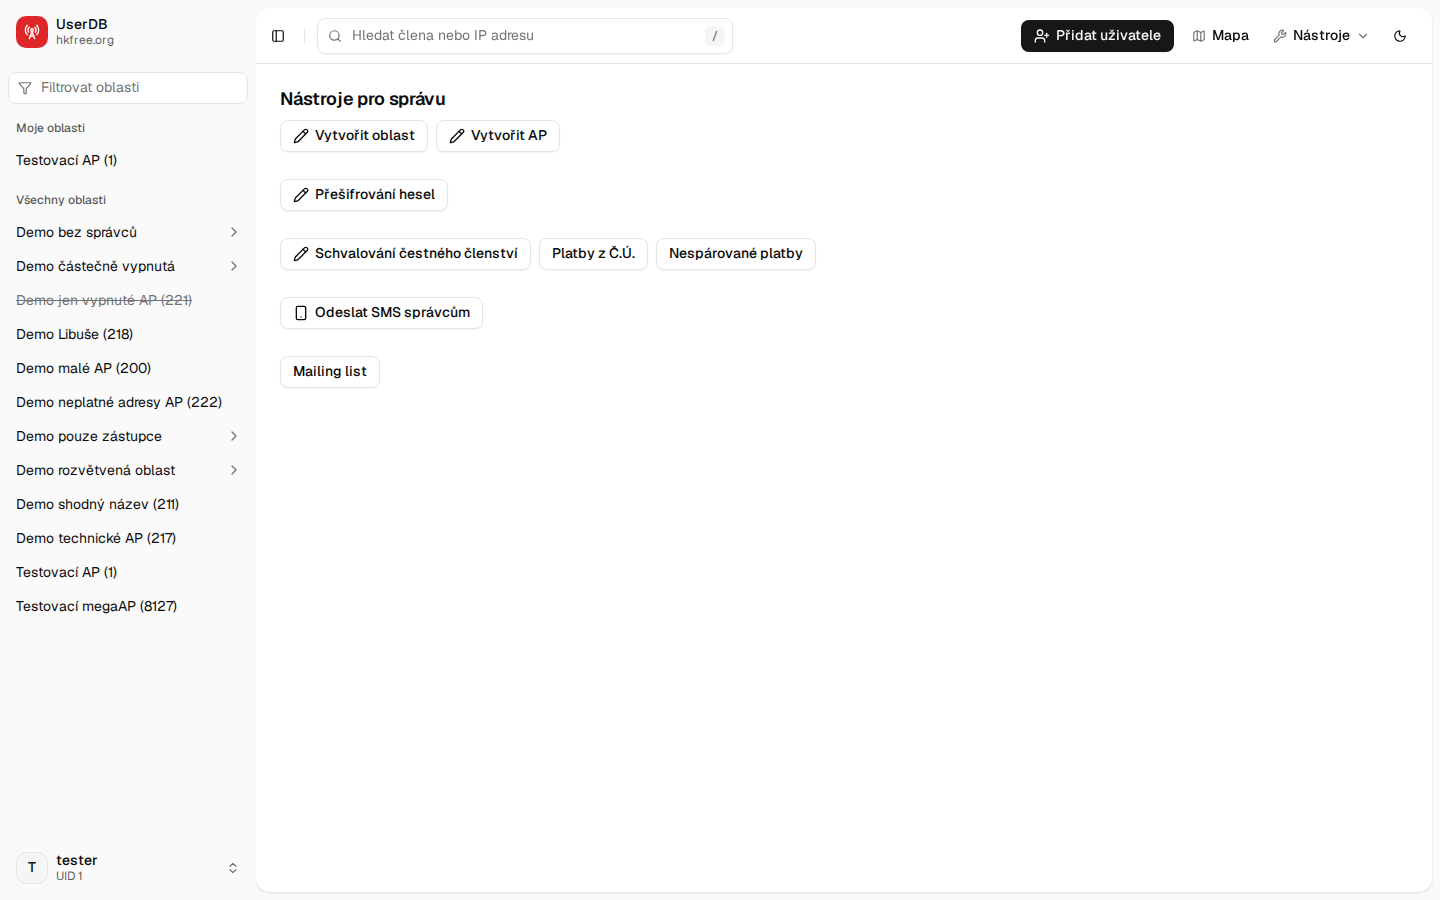 UserDB
hkfree.org
Filtrovat oblasti
Moje oblasti
Testovací AP (1)
Všechny oblasti
Demo bez správců
Demo částečně vypnutá
Demo jen vypnuté AP (221)
Demo Libuše (218)
Demo malé AP (200)
Demo neplatné adresy AP (222)
Demo pouze zástupce
Demo rozvětvená oblast
Demo shodný název (211)
Demo technické AP (217)
Testovací AP (1)
Testovací megaAP (8127)
T
tester
UID 1
Hledat člena nebo IP adresu /
Přidat uživatele
Mapa
Nástroje
Nástroje pro správu
Vytvořit oblast Vytvořit AP
Přešifrování hesel
Schvalování čestného členství Platby z Č.Ú. Nespárované platby
Odeslat SMS správcům
Mailing list